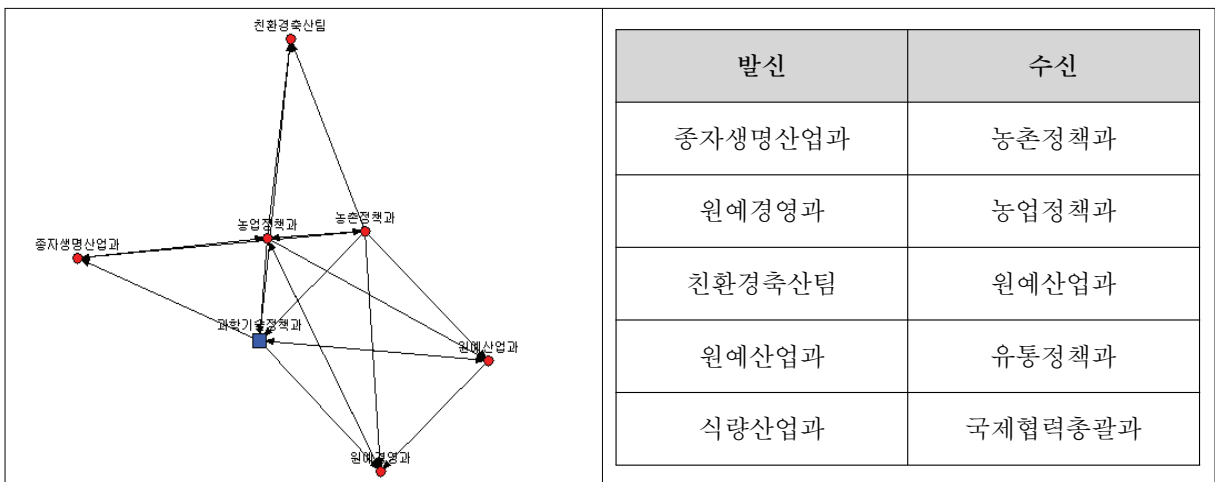 친환경축산팀
농업정책과
농촌정책과
종자생명산업과
과학기술정책과
원예산업과
원예경영과
발신 수신
종자생명산업과 농촌정책과
원예경영과 농업정책과
친환경축산팀 원예산업과
원예산업과 유통정책과
식량산업과 국제협력총괄과